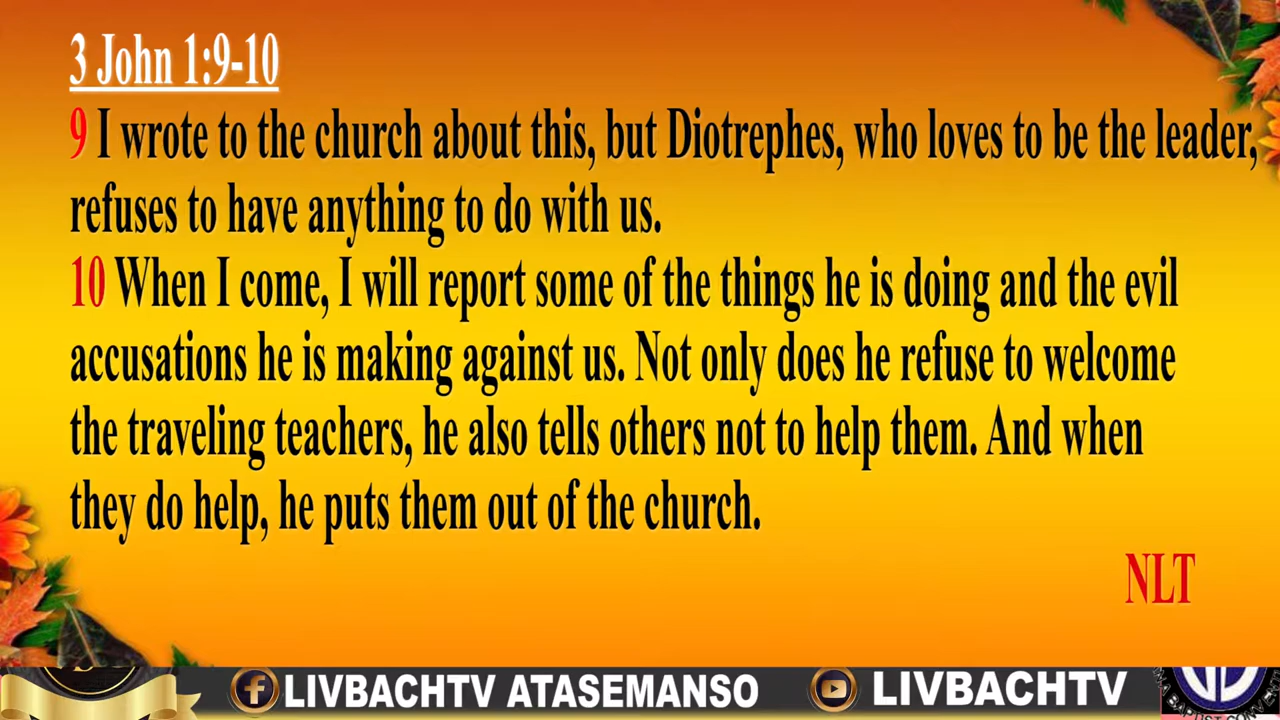 3 John 1:9-10
9 I wrote to the church about this, but Diotrephes, who loves to be the leader,
refuses to have anything to do with us.
10 When I come, I will report some of the things he is doing and the evil
accusations he is making against us. Not only does he refuse to welcome
the traveling teachers, he also tells others not to help them. And when
they do help, he puts them out of the church.
NLT
LIVBACHTV ATASEMANSO
LIVBACHTV